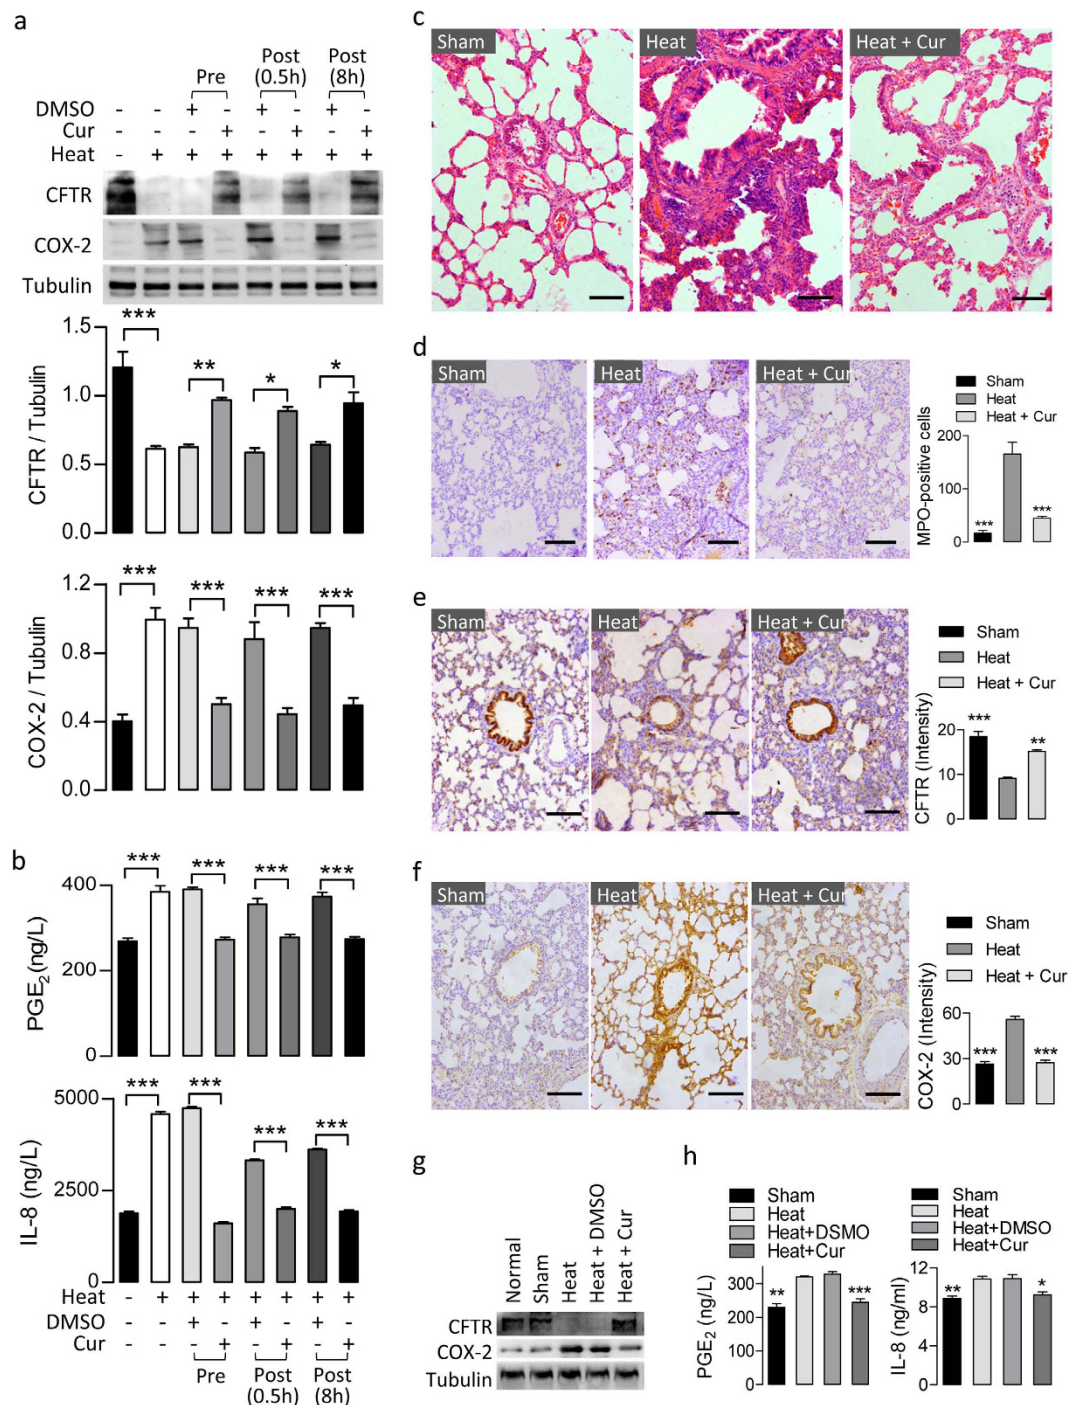 a
Post
(0.5h)
Post
(8h)
Pre
DMSO - - + - + - + -
Cur - - - + - + - +
Heat - + + + + + + +
CFTR
COX-2
Tubulin
CFTR / Tubulin
1.5
1.0
0.5
0.0
*** ** * *
COX-2 / Tubulin
1.2
0.8
0.4
0.0
*** *** *** ***
b
PGE2 (ng/L)
400
200
0
*** *** *** ***
IL-8 (ng/L)
5000
2500
0
*** *** *** ***
Heat - + + + + + + +
DMSO - - + - + - + -
Cur - - - + - + - +
Pre
Post
(0.5h)
Post
(8h)
c
Sham
Heat
Heat + Cur
d
Sham
Heat
Heat + Cur
Sham
Heat
Heat + Cur
MPO-positive cells
200
100
0
*** ***
e
Sham
Heat
Heat + Cur
Sham
Heat
Heat + Cur
CFTR (Intensity)
20
10
0
*** **
f
Sham
Heat
Heat + Cur
Sham
Heat
Heat + Cur
COX-2 (Intensity)
60
30
0
*** ***
g
Normal
Sham
Heat
Heat + DMSO
Heat + Cur
CFTR
COX-2
Tubulin
h
Sham
Heat
Heat+DSMO
Heat+Cur
PGE2 (ng/L)
300
150
0
** ***
Sham
Heat
Heat+DMSO
Heat+Cur
IL-8 (ng/ml)
12
8
4
0
** *